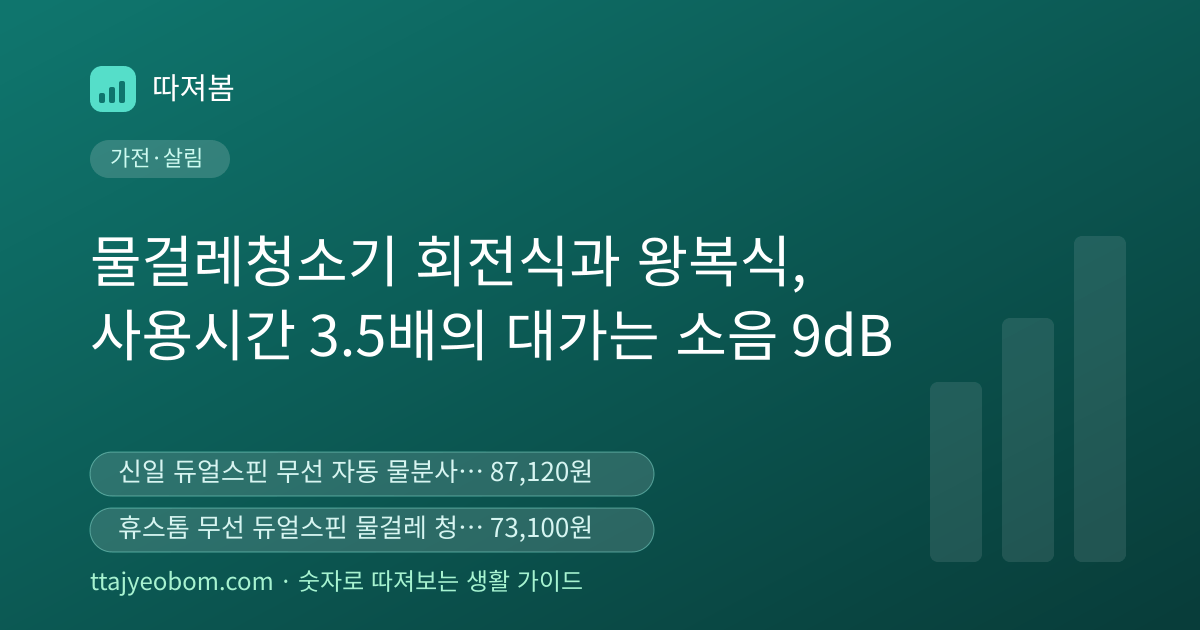 따져봄
가전·살림
물걸레청소기 회전식과 왕복식,
사용시간 3.5배의 대가는 소음 9dB
신일 듀얼스핀 무선 자동 물분사… 87,120원
휴스톰 무선 듀얼스핀 물걸레 청… 73,100원
ttajyeobom.com · 숫자로 따져보는 생활 가이드